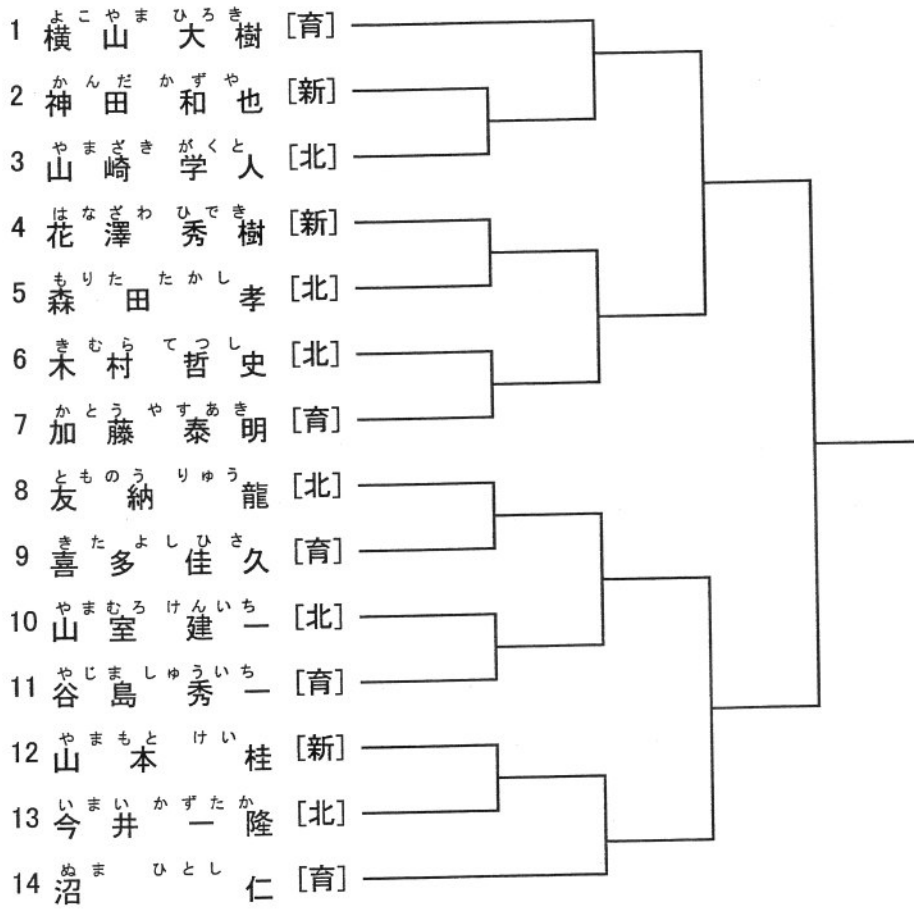 よこやま ひろき
1 横山 大樹 [育]
かんだ かずや
2 神田 和也 [新]
やまざき がくと
3 山崎 学人 [北]
はなざわ ひでき
4 花澤 秀樹 [新]
もりた たかし
5 森田 孝 [北]
きむら てつし
6 木村 哲史 [北]
かとう やすあき
7 加藤 泰明 [育]
とものう りゅう
8 友納 龍 [北]
きた よしひさ
9 喜多 佳久 [育]
やまむろ けんいち
10 山室 建一 [北]
やじま しゅういち
11 谷島 秀一 [育]
やまもと けい
12 山本 桂 [新]
いまい かずたか
13 今井 一隆 [北]
ぬま ひとし
14 沼 仁 [育]